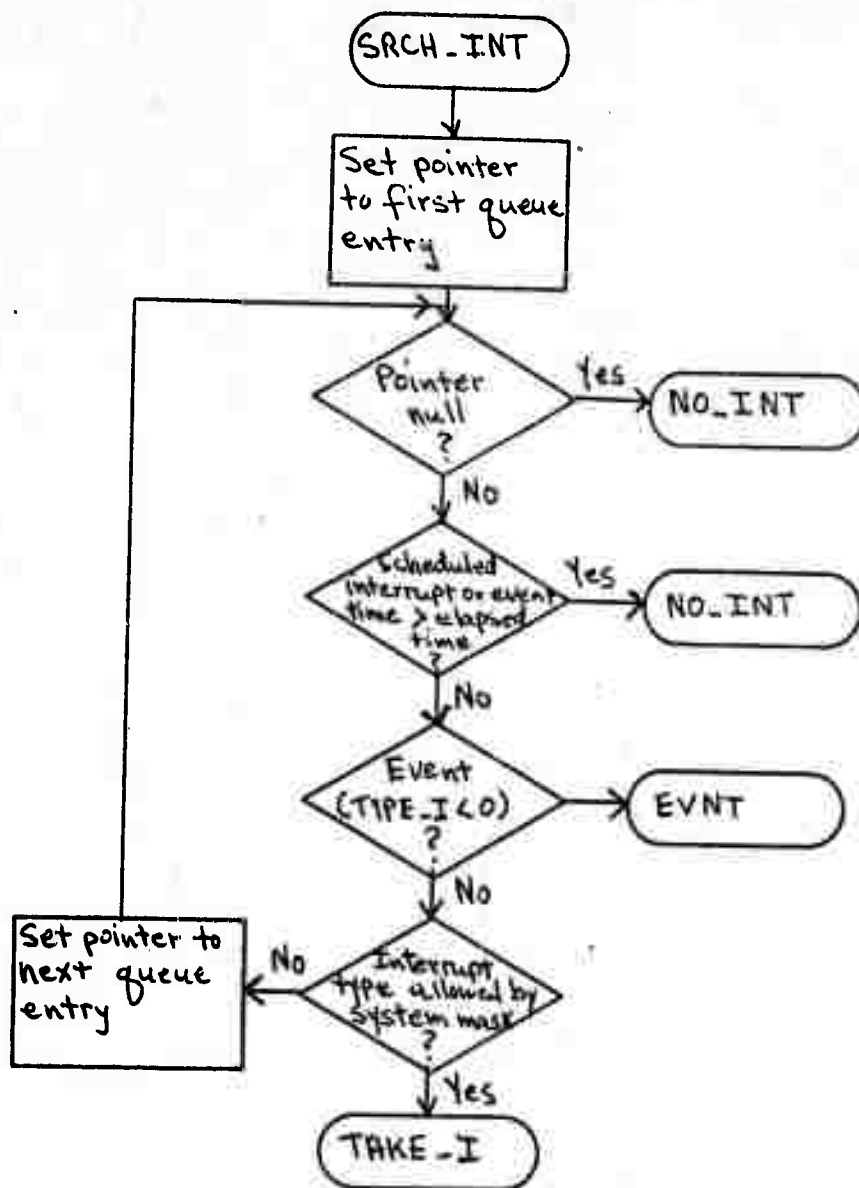 SRCH_INT
Set pointer
to first queue
entry
Pointer
null
?
Yes
NO_INT
No
Scheduled
interrupt or event
time > elapsed
time
?
Yes
NO_INT
No
Event
(TYPE_I<0)
?
EVNT
No
Interrupt
type allowed by
system mask
?
No
Set pointer to
next queue
entry
Yes
TAKE_I